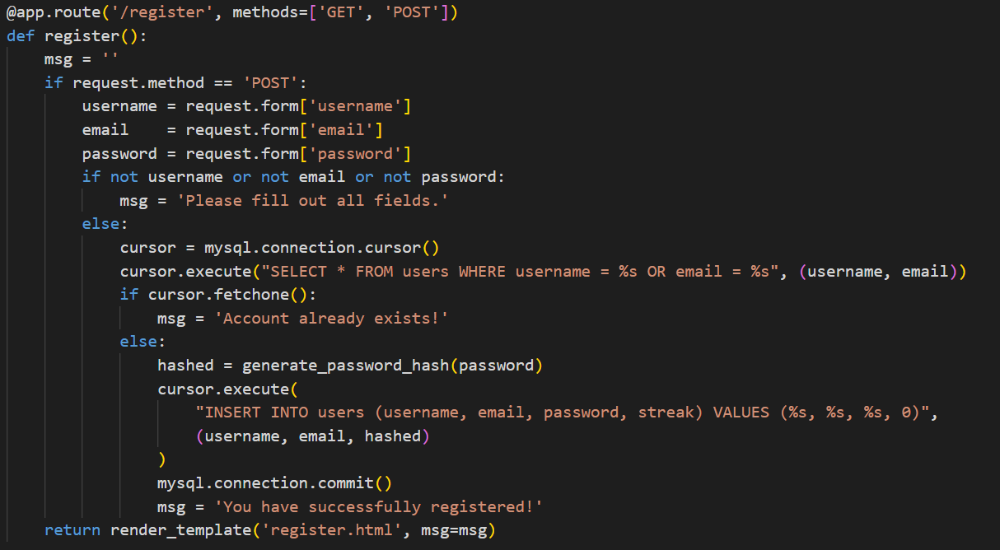 @app.route('/register', methods=['GET', 'POST'])
def register():
    msg = ''
    if request.method == 'POST':
        username = request.form['username']
        email    = request.form['email']
        password = request.form['password']
        if not username or not email or not password:
            msg = 'Please fill out all fields.'
        else:
            cursor = mysql.connection.cursor()
            cursor.execute("SELECT * FROM users WHERE username = %s OR email = %s", (username, email))
            if cursor.fetchone():
                msg = 'Account already exists!'
            else:
                hashed = generate_password_hash(password)
                cursor.execute(
                    "INSERT INTO users (username, email, password, streak) VALUES (%s, %s, %s, 0)",
                    (username, email, hashed)
                )
                mysql.connection.commit()
                msg = 'You have successfully registered!'
    return render_template('register.html', msg=msg)